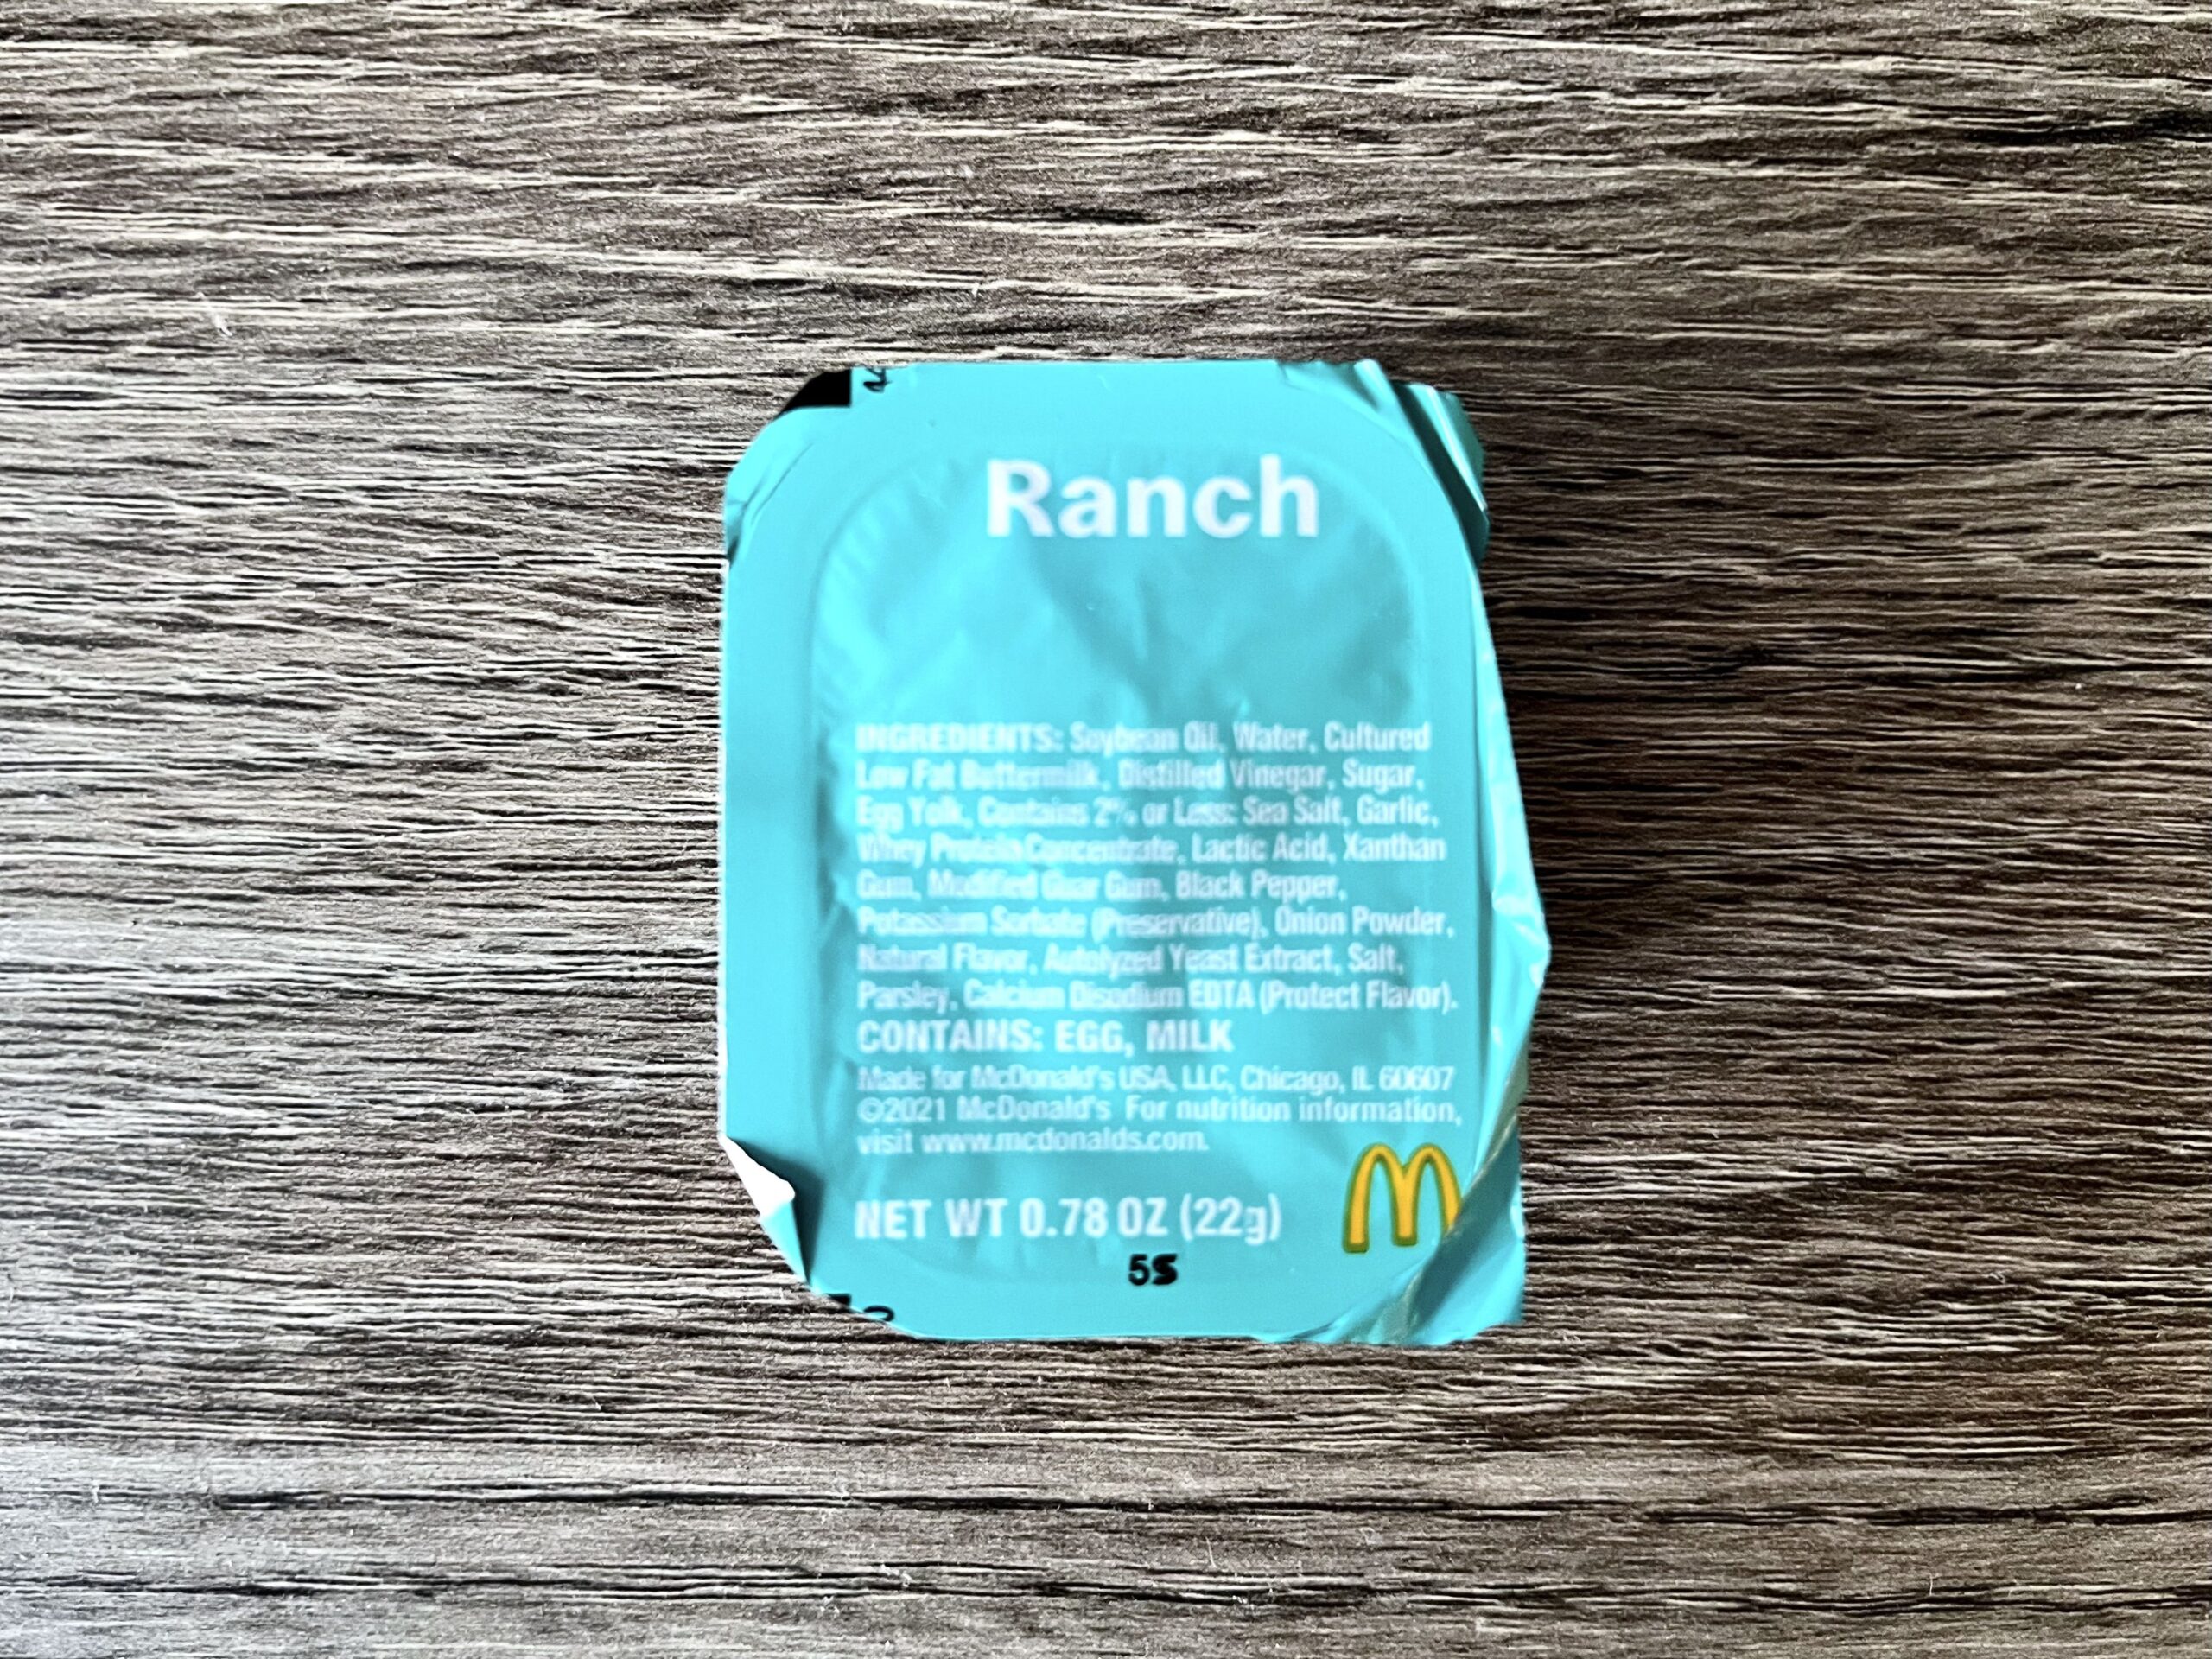 Ranch
INGREDIENTS: Soybean Oil, Water, Cultured
Low Fat Buttermilk, Distilled Vinegar, Sugar,
Egg Yolk, Contains 2% or Less: Sea Salt, Garlic,
Whey Protein Concentrate, Lactic Acid, Xanthan
Gum, Modified Guar Gum, Black Pepper,
Potassium Sorbate (Preservative), Onion Powder,
Natural Flavor, Autolyzed Yeast Extract, Salt,
Parsley, Calcium Disodium EDTA (Protect Flavor).
CONTAINS: EGG, MILK
Made for McDonald's USA, LLC, Chicago, IL 60607
©2021 McDonald's For nutrition information,
visit www.mcdonalds.com.
NET WT 0.78 OZ (22g)
5S